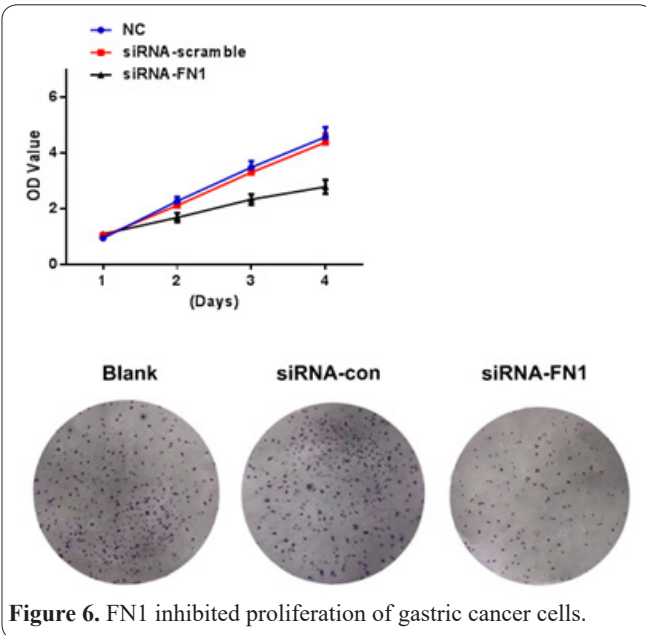 NC
siRNA-scramble
siRNA-FN1
6
4
2
0
OD Value
1 2 3 4
(Days)
Blank siRNA-con siRNA-FN1
Figure 6. FN1 inhibited proliferation of gastric cancer cells.